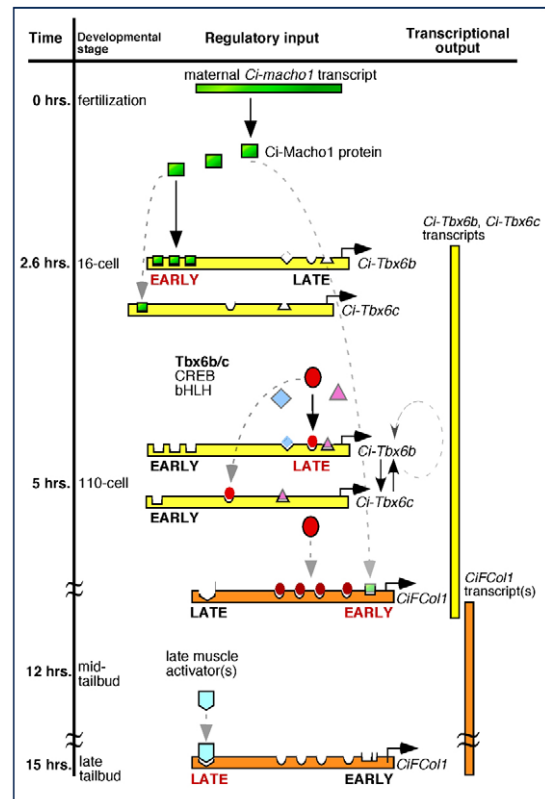 Time
Developmental
stage
Regulatory input
Transcriptional
output
maternal Ci-macho1 transcript
0 hrs.
fertilization
Ci-Macho1 protein
Ci-Tbx6b, Ci-Tbx6c
transcripts
2.6 hrs.
16-cell
Ci-Tbx6b
EARLY
LATE
Ci-Tbx6c
Tbx6b/c
CREB
bHLH
Ci-Tbx6b
EARLY
LATE
5 hrs.
110-cell
Ci-Tbx6c
EARLY
CiFCol1
transcript(s)
CiFCol1
LATE
EARLY
12 hrs.
mid-
tailbud
late muscle
activator(s)
15 hrs.
late
tailbud
CiFCol1
LATE
EARLY